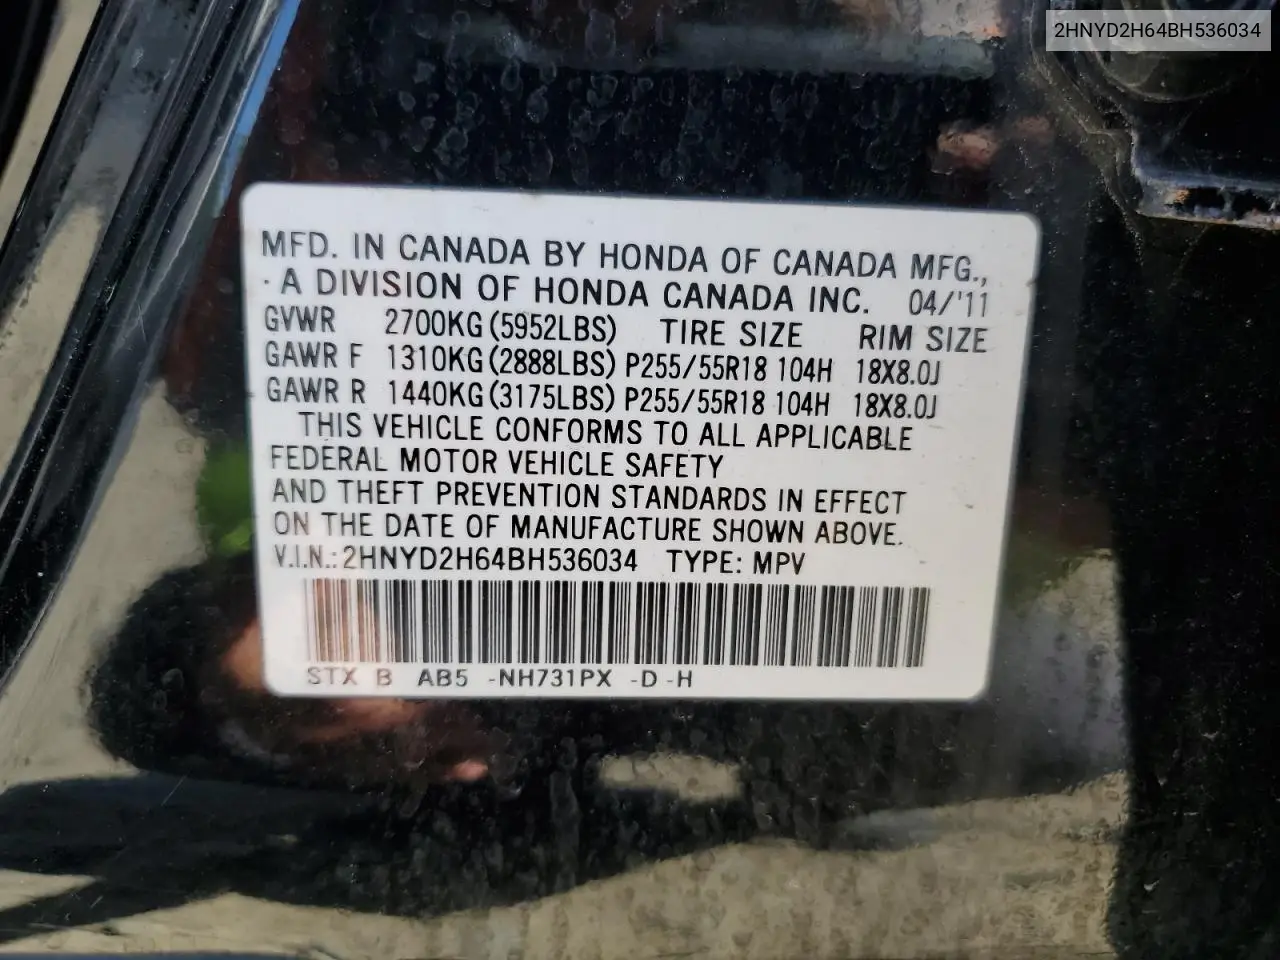 2HNYD2H64BH536034
MFD. IN CANADA BY HONDA OF CANADA MFG.,
A DIVISION OF HONDA CANADA INC. 04/'11
GVWR 2700KG (5952LBS) TIRE SIZE RIM SIZE
GAWR F 1310KG (2888LBS) P255/55R18 104H 18X8.0J
GAWR R 1440KG (3175LBS) P255/55R18 104H 18X8.0J
THIS VEHICLE CONFORMS TO ALL APPLICABLE
FEDERAL MOTOR VEHICLE SAFETY
AND THEFT PREVENTION STANDARDS IN EFFECT
ON THE DATE OF MANUFACTURE SHOWN ABOVE.
V.I.N.: 2HNYD2H64BH536034 TYPE: MPV
STX B AB5 -NH731PX -D -H